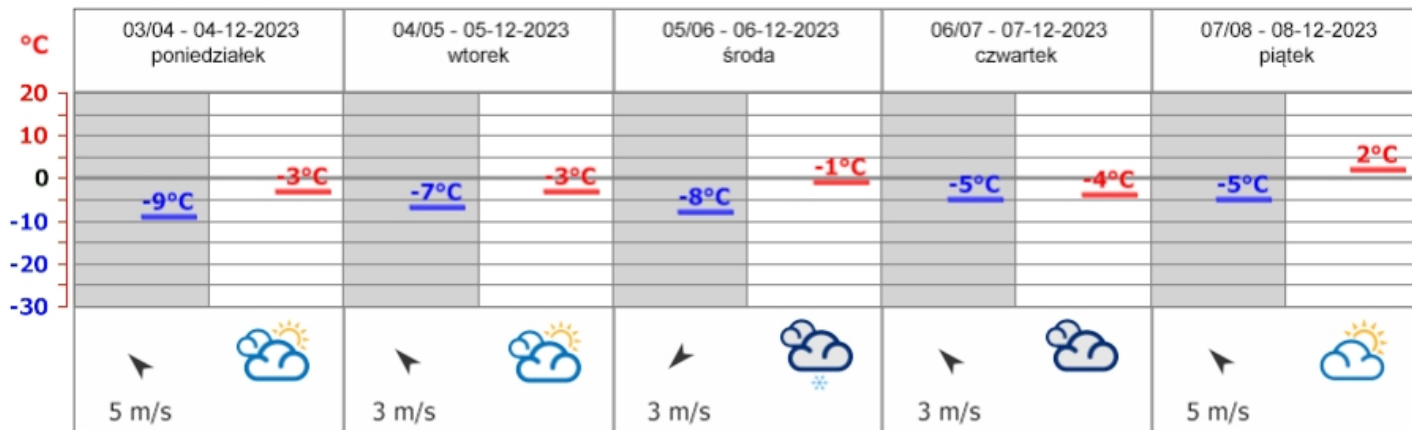 °C
03/04 - 04-12-2023
poniedziałek
04/05 - 05-12-2023
wtorek
05/06 - 06-12-2023
środa
06/07 - 07-12-2023
czwartek
07/08 - 08-12-2023
piątek
20
10
0
-10
-20
-30
-9°C
-3°C
-7°C
-3°C
-8°C
-1°C
-5°C
-4°C
-5°C
2°C
5 m/s
3 m/s
3 m/s
3 m/s
5 m/s